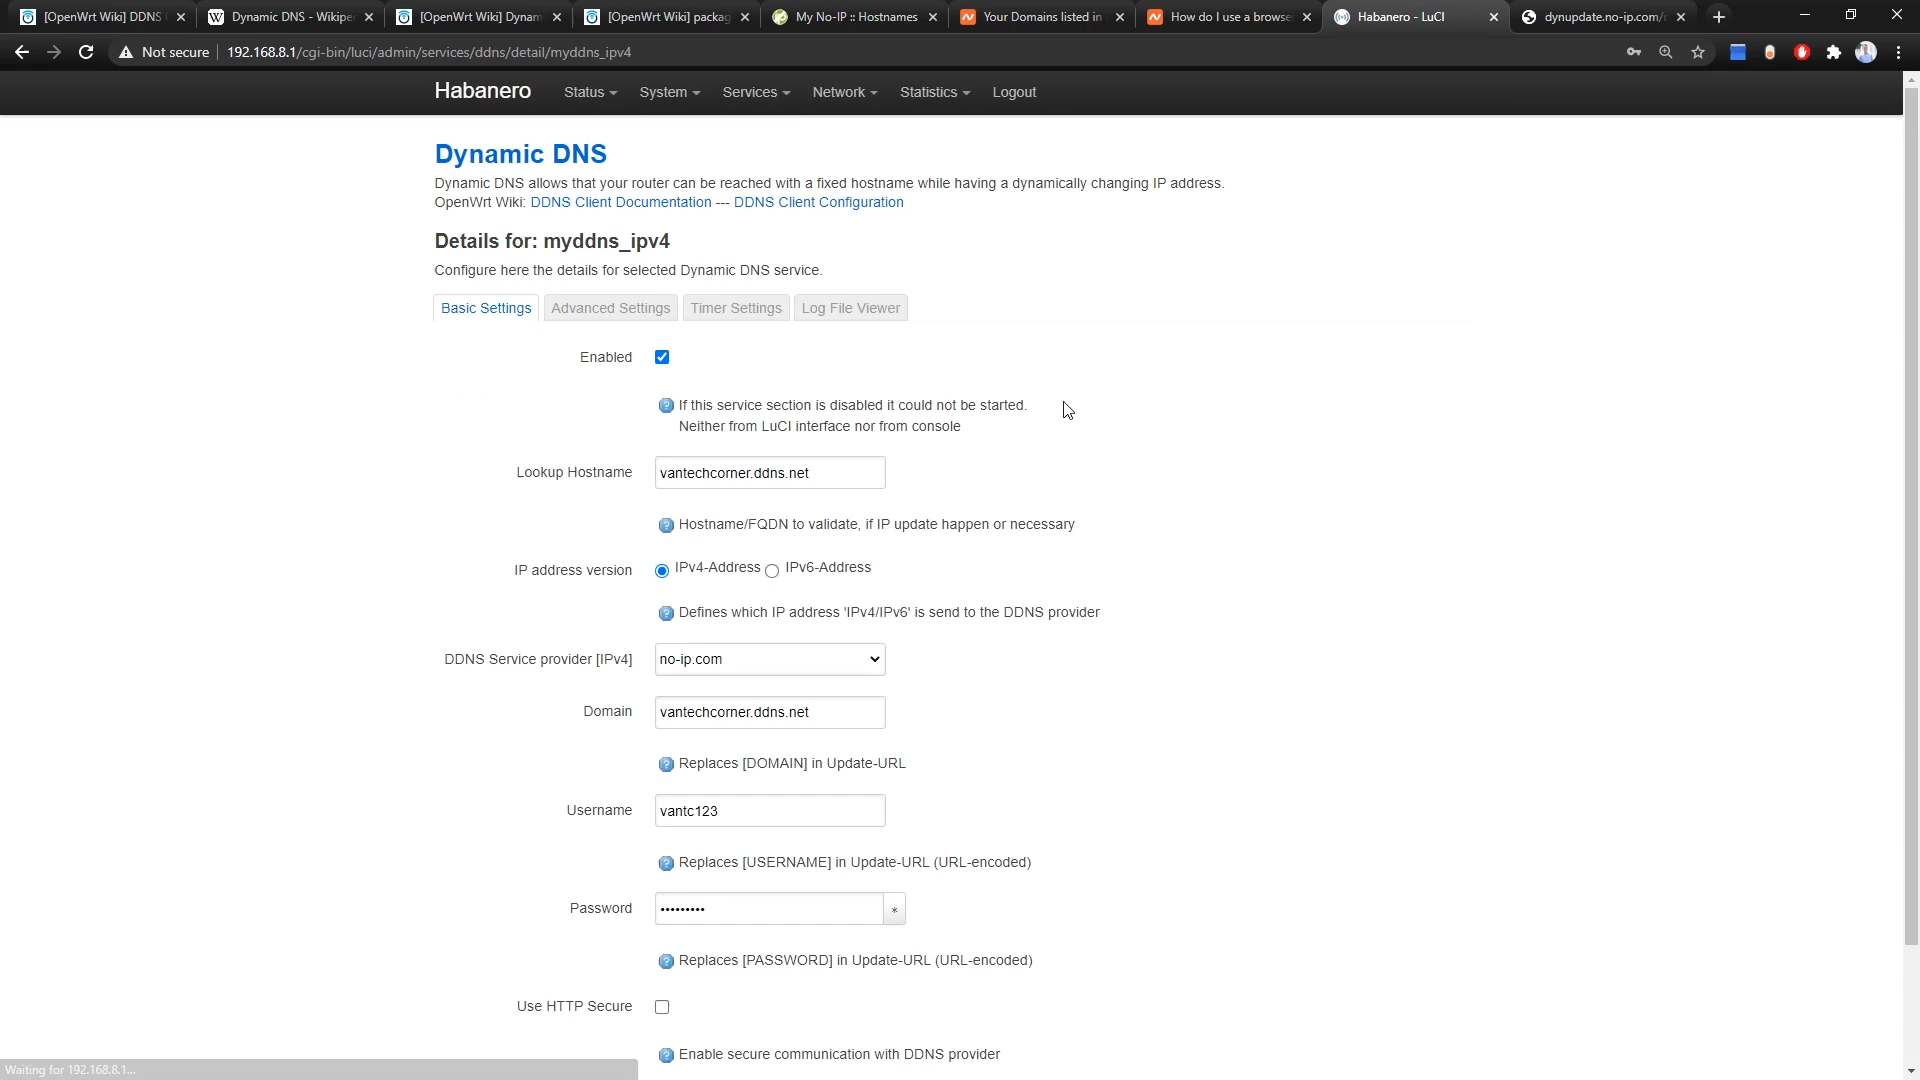 [OpenWrt Wiki] DDNS
Dynamic DNS - Wikipe
[OpenWrt Wiki] Dynam
[OpenWrt Wiki] packag
My No-IP :: Hostnames
Your Domains listed in
How do I use a browse
Habanero - LuCI
dynupdate.no-ip.com/
Not secure
192.168.8.1/cgi-bin/luci/admin/services/ddns/detail/myddns_ipv4
Habanero
Status
System
Services
Network
Statistics
Logout
Dynamic DNS
Dynamic DNS allows that your router can be reached with a fixed hostname while having a dynamically changing IP address.
OpenWrt Wiki: DDNS Client Documentation --- DDNS Client Configuration
Details for: myddns_ipv4
Configure here the details for selected Dynamic DNS service.
Basic Settings
Advanced Settings
Timer Settings
Log File Viewer
Enabled
If this service section is disabled it could not be started.
Neither from LuCI interface nor from console
Lookup Hostname
vantechcorner.ddns.net
Hostname/FQDN to validate, if IP update happen or necessary
IP address version
IPv4-Address
IPv6-Address
Defines which IP address 'IPv4/IPv6' is send to the DDNS provider
DDNS Service provider [IPv4]
no-ip.com
Domain
vantechcorner.ddns.net
Replaces [DOMAIN] in Update-URL
Username
vantc123
Replaces [USERNAME] in Update-URL (URL-encoded)
Password
•••••••••
*
Replaces [PASSWORD] in Update-URL (URL-encoded)
Use HTTP Secure
Enable secure communication with DDNS provider
Waiting for 192.168.8.1...